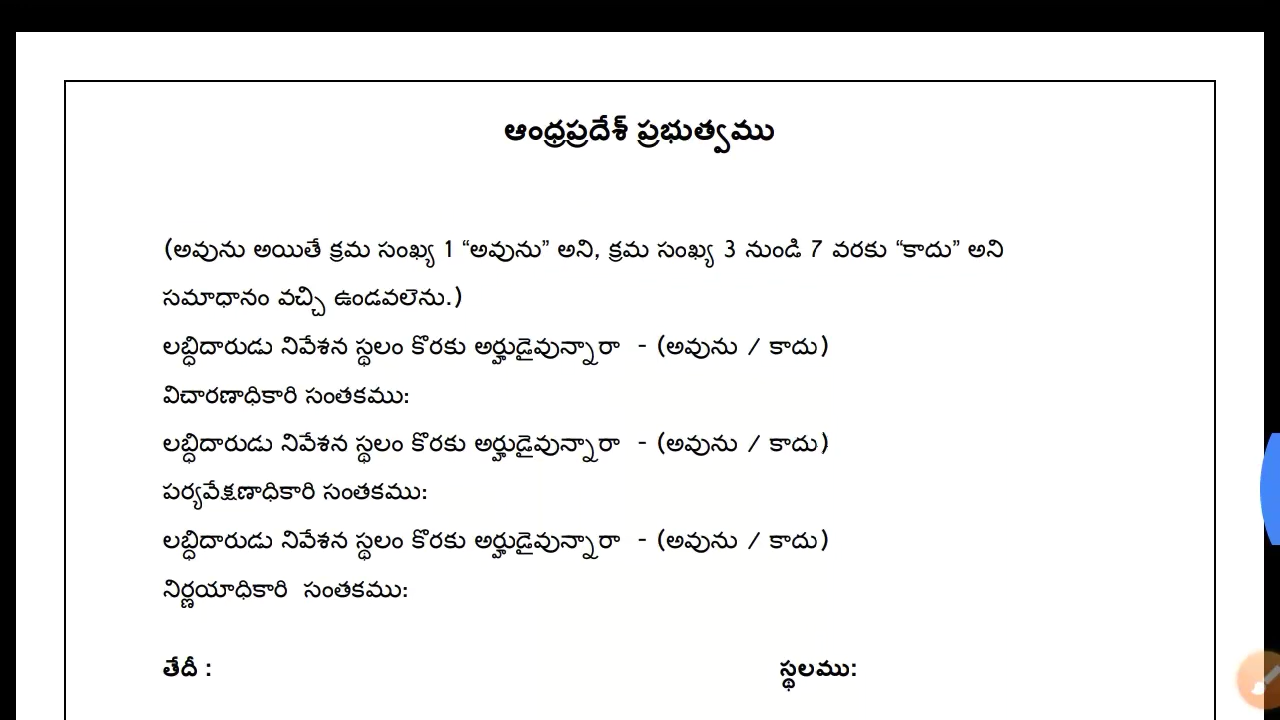 ఆంధ్రప్రదేశ్ ప్రభుత్వము
(అవును అయితే క్రమ సంఖ్య 1 “అవును” అని, క్రమ సంఖ్య 3 నుండి 7 వరకు “కాదు” అని
సమాధానం వచ్చి ఉండవలెను.)
లబ్ధిదారుడు నివేశన స్థలం కొరకు అర్హుడైవున్నారా - (అవును / కాదు)
విచారణాధికారి సంతకము:
లబ్ధిదారుడు నివేశన స్థలం కొరకు అర్హుడైవున్నారా - (అవును / కాదు)
పర్యవేక్షణాధికారి సంతకము:
లబ్ధిదారుడు నివేశన స్థలం కొరకు అర్హుడైవున్నారా - (అవును / కాదు)
నిర్ణయాధికారి సంతకము:
తేదీ : స్థలము: